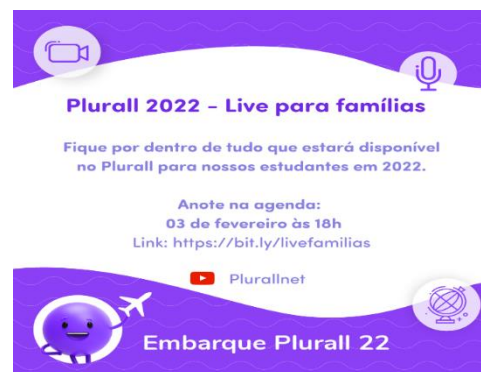 Plurall 2022 – Live para famílias
Fique por dentro de tudo que estará disponível
no Plurall para nossos estudantes em 2022.
Anote na agenda:
03 de fevereiro às 18h
Link: https://bit.ly/livefamilias
Plurallnet
Embarque Plurall 22